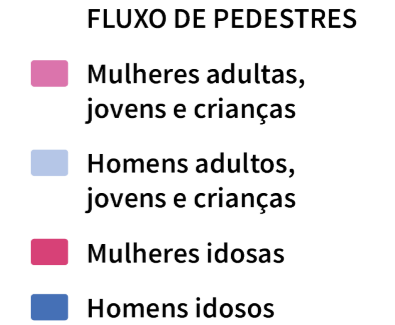 FLUXO DE PEDESTRES
Mulheres adultas,
jovens e crianças
Homens adultos,
jovens e crianças
Mulheres idosas
Homens idosos